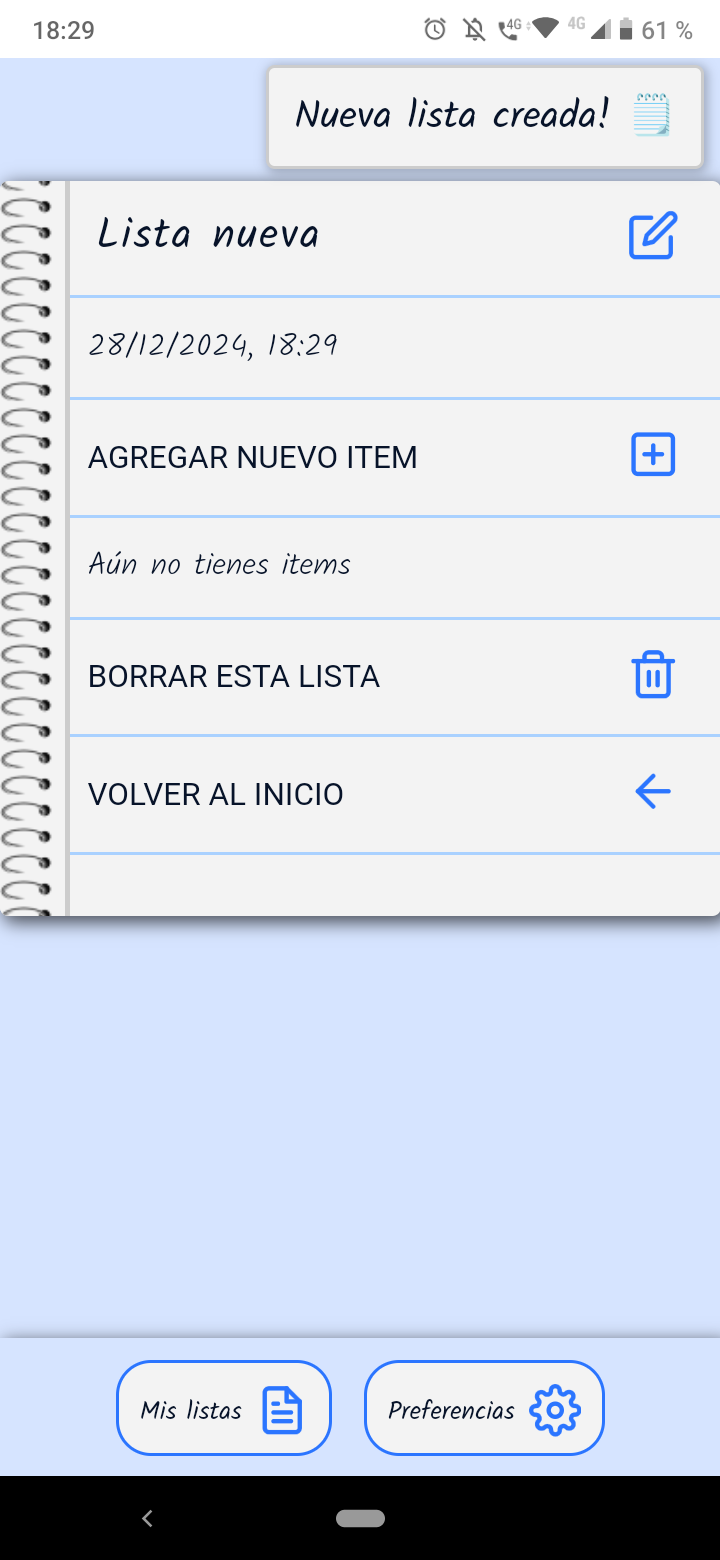 18:29
4G 4G 61 %
Nueva lista creada!
Lista nueva
28/12/2024, 18:29
AGREGAR NUEVO ITEM
Aún no tienes items
BORRAR ESTA LISTA
VOLVER AL INICIO
Mis listas
Preferencias